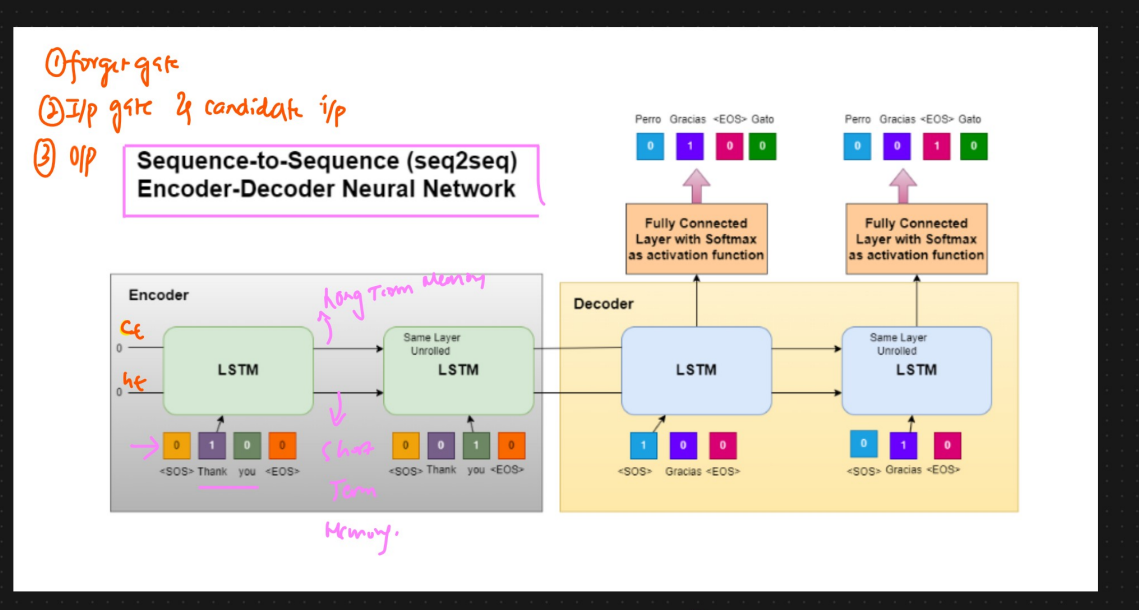 ① forget gate
② I/p gate & candidate i/p
③ o/p
Sequence-to-Sequence (seq2seq)
Encoder-Decoder Neural Network
Perro Gracias <EOS> Gato
0 1 0 0
Perro Gracias <EOS> Gato
0 0 1 0
Fully Connected
Layer with Softmax
as activation function
Fully Connected
Layer with Softmax
as activation function
Encoder
Long Term Memory
Ct
0
ht
0
LSTM
Same Layer
Unrolled
LSTM
0 1 0 0
<SOS> Thank you <EOS>
Short
Term
Memory.
0 0 1 0
<SOS> Thank you <EOS>
Decoder
LSTM
Same Layer
Unrolled
LSTM
1 0 0
<SOS> Gracias <EOS>
0 1 0
<SOS> Gracias <EOS>